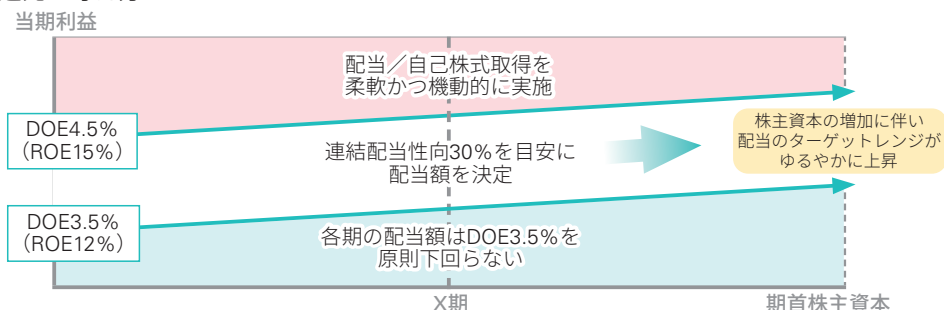 当期利益
配当／自己株式取得を
柔軟かつ機動的に実施
DOE4.5%
（ROE15%）
連結配当性向30%を目安に
配当額を決定
株主資本の増加に伴い
配当のターゲットレンジが
ゆるやかに上昇
DOE3.5%
（ROE12%）
各期の配当額はDOE3.5%を
原則下回らない
X期
期首株主資本